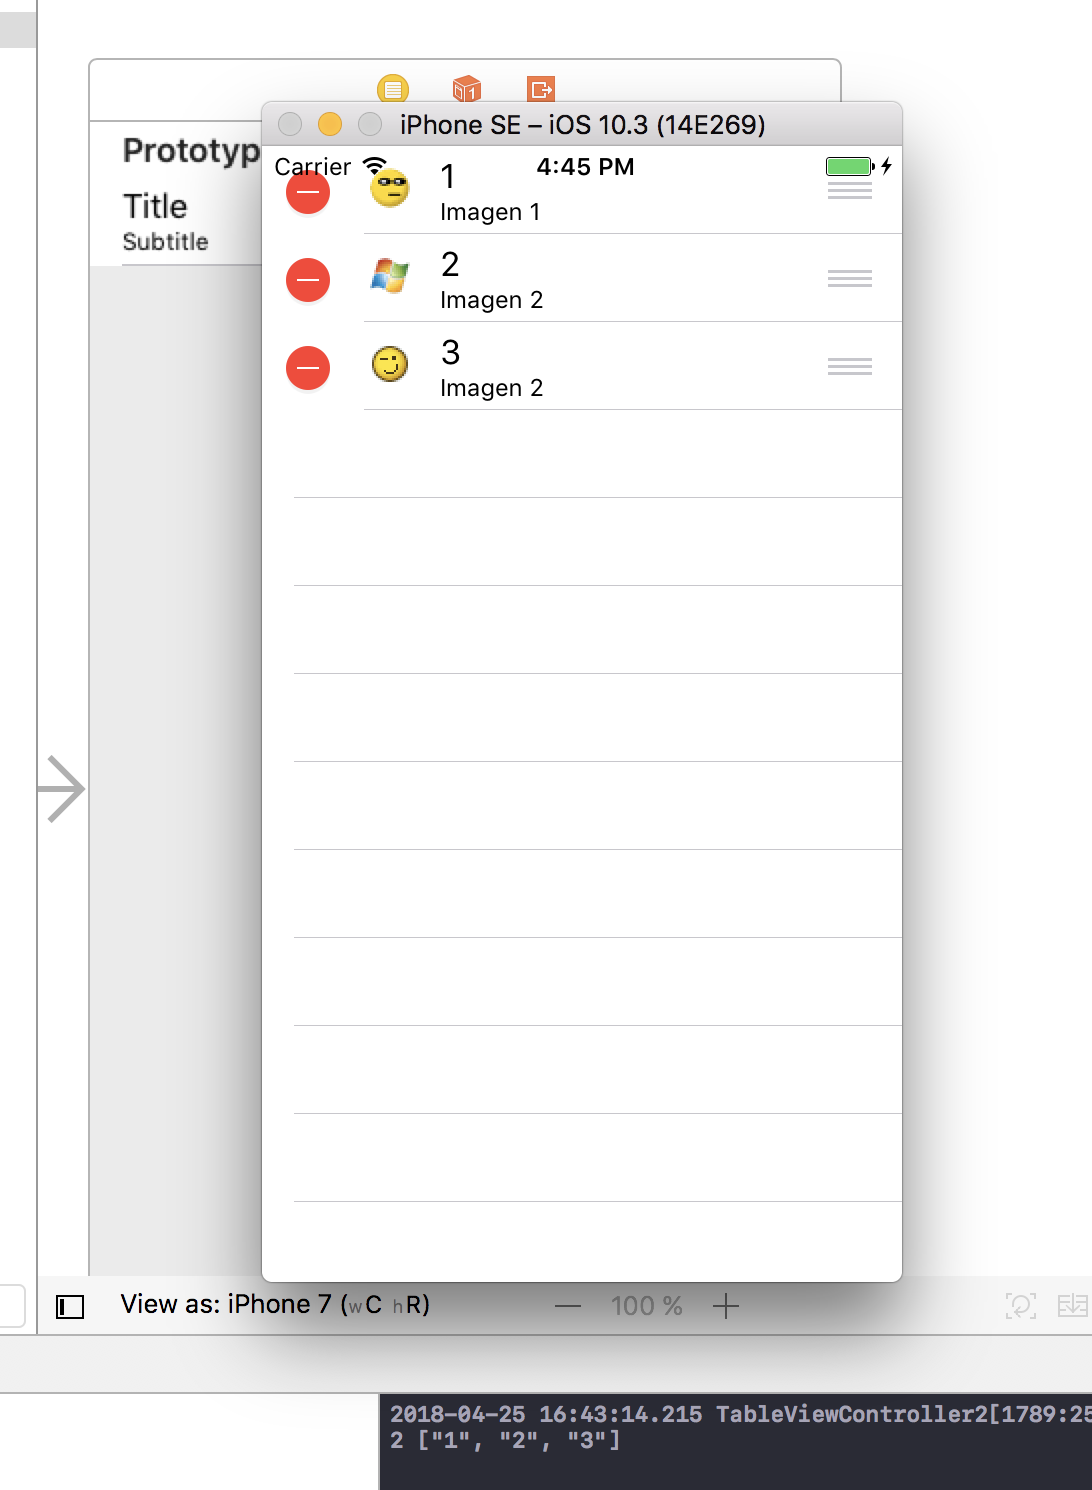 iPhone SE – iOS 10.3 (14E269)
Prototyp
Carrier 4:45 PM
1
Imagen 1
Title
Subtitle
2
Imagen 2
3
Imagen 2
View as: iPhone 7 (wC hR) 100 %
2018-04-25 16:43:14.215 TableViewController2[1789:25
2 ["1", "2", "3"]